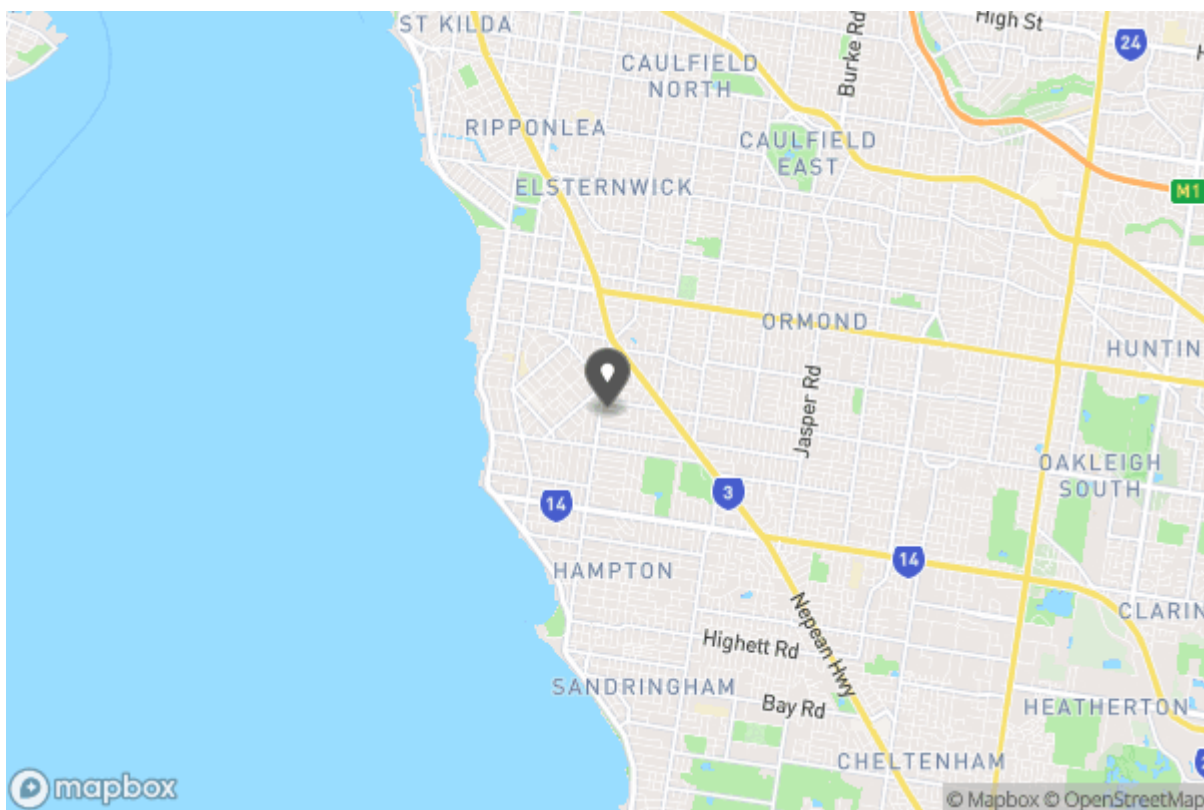 ST KILDA
High St
24
H
CAULFIELD
NORTH
Burke Rd
RIPPONLEA
CAULFIELD
EAST
ELSTERNWICK
M1
ORMOND
HUNTIN
Jasper Rd
OAKLEIGH
SOUTH
3
14
14
HAMPTON
Nepean Hwy
CLARIN
Highett Rd
SANDRINGHAM
Bay Rd
HEATHERTON
CHELTENHAM
mapbox
© Mapbox © OpenStreetMap